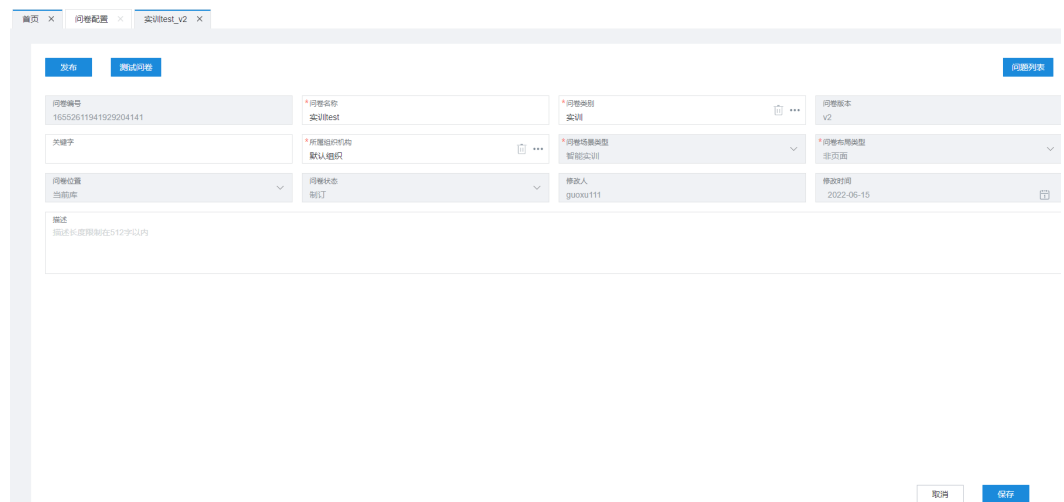 首页 × 问卷配置 × 实训test_v2 ×
发布 测试问卷 问题列表
问卷编号 *问卷名称 *问卷类别 问卷版本
16552611941929204141 实训test 实训 v2
关键字 *所属组织机构 *问卷场景类型 *问卷布局类型
默认组织 智能实训 非页面
问卷位置 问卷状态 修改人 修改时间
当前库 制订 guoxu111 2022-06-15
描述
描述长度限制在512字以内
取消 保存